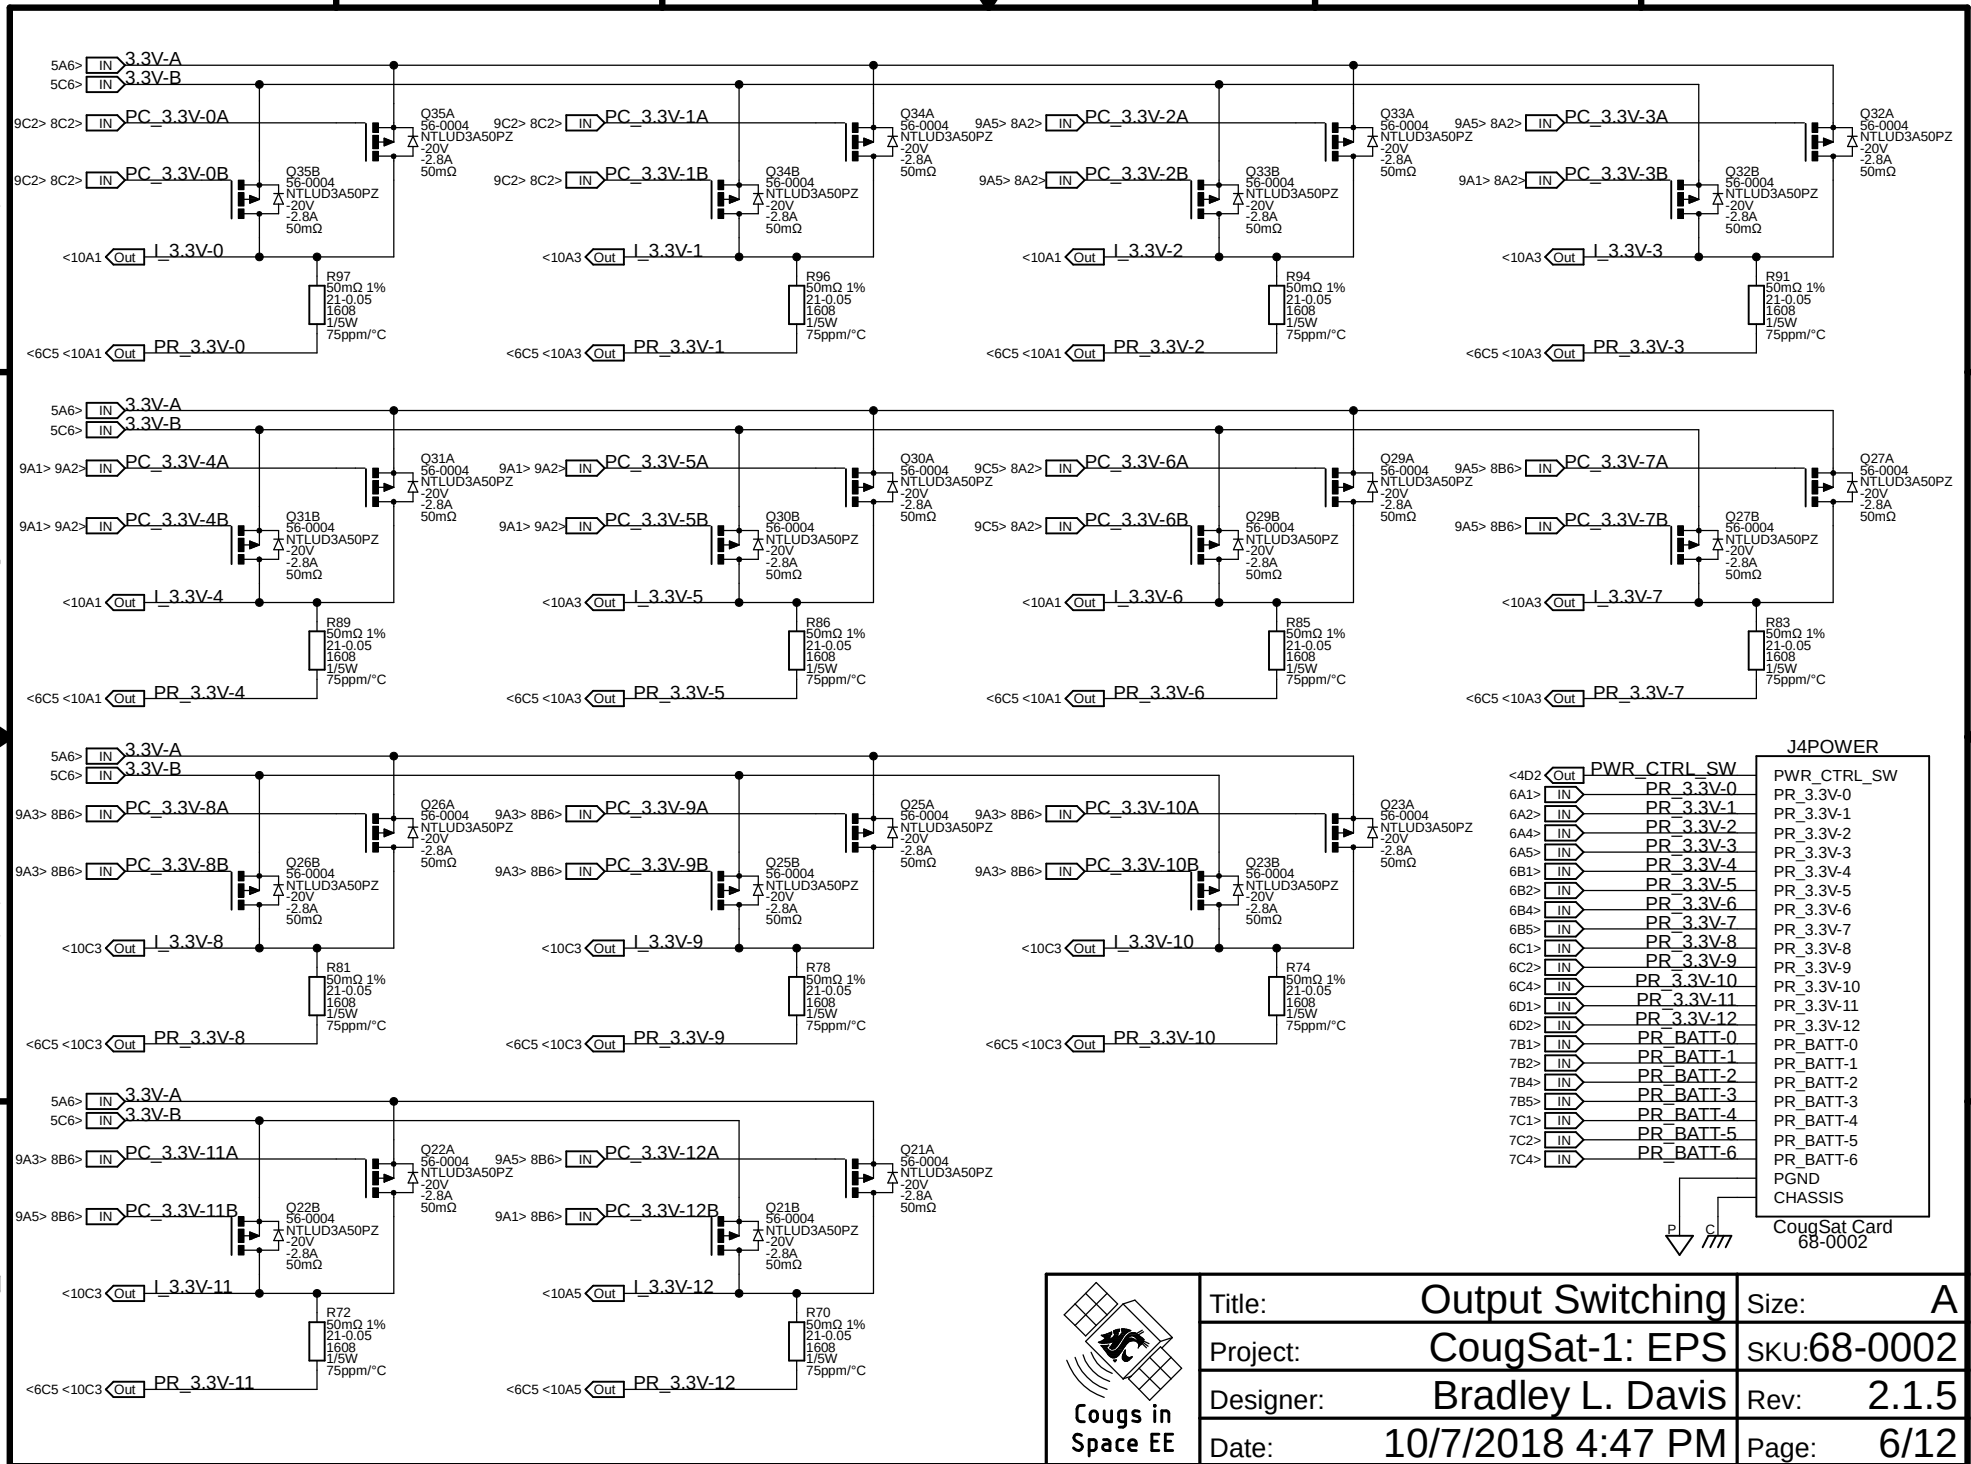 5A6> IN 3.3V-A
5C6> IN 3.3V-B
9C2> 8C2> IN PC_3.3V-0A
Q35A
56-0004
NTLUD3A50PZ
-20V
-2.8A
50mΩ
9C2> 8C2> IN PC_3.3V-0B
Q35B
56-0004
NTLUD3A50PZ
-20V
-2.8A
50mΩ
<10A1 Out I_3.3V-0
R97
50mΩ 1%
21-0.05
1608
1/5W
75ppm/°C
<6C5 <10A1 Out PR_3.3V-0
9C2> 8C2> IN PC_3.3V-1A
Q34A
56-0004
NTLUD3A50PZ
-20V
-2.8A
50mΩ
9C2> 8C2> IN PC_3.3V-1B
Q34B
56-0004
NTLUD3A50PZ
-20V
-2.8A
50mΩ
<10A3 Out I_3.3V-1
R96
50mΩ 1%
21-0.05
1608
1/5W
75ppm/°C
<6C5 <10A3 Out PR_3.3V-1
9A5> 8A2> IN PC_3.3V-2A
Q33A
56-0004
NTLUD3A50PZ
-20V
-2.8A
50mΩ
9A5> 8A2> IN PC_3.3V-2B
Q33B
56-0004
NTLUD3A50PZ
-20V
-2.8A
50mΩ
<10A1 Out I_3.3V-2
R94
50mΩ 1%
21-0.05
1608
1/5W
75ppm/°C
<6C5 <10A1 Out PR_3.3V-2
9A5> 8A2> IN PC_3.3V-3A
Q32A
56-0004
NTLUD3A50PZ
-20V
-2.8A
50mΩ
9A1> 8A2> IN PC_3.3V-3B
Q32B
56-0004
NTLUD3A50PZ
-20V
-2.8A
50mΩ
<10A3 Out I_3.3V-3
R91
50mΩ 1%
21-0.05
1608
1/5W
75ppm/°C
<6C5 <10A3 Out PR_3.3V-3
5A6> IN 3.3V-A
5C6> IN 3.3V-B
9A1> 9A2> IN PC_3.3V-4A
Q31A
56-0004
NTLUD3A50PZ
-20V
-2.8A
50mΩ
9A1> 9A2> IN PC_3.3V-4B
Q31B
56-0004
NTLUD3A50PZ
-20V
-2.8A
50mΩ
<10A1 Out I_3.3V-4
R89
50mΩ 1%
21-0.05
1608
1/5W
75ppm/°C
<6C5 <10A1 Out PR_3.3V-4
9A1> 9A2> IN PC_3.3V-5A
Q30A
56-0004
NTLUD3A50PZ
-20V
-2.8A
50mΩ
9A1> 9A2> IN PC_3.3V-5B
Q30B
56-0004
NTLUD3A50PZ
-20V
-2.8A
50mΩ
<10A3 Out I_3.3V-5
R86
50mΩ 1%
21-0.05
1608
1/5W
75ppm/°C
<6C5 <10A3 Out PR_3.3V-5
9C5> 8A2> IN PC_3.3V-6A
Q29A
56-0004
NTLUD3A50PZ
-20V
-2.8A
50mΩ
9C5> 8A2> IN PC_3.3V-6B
Q29B
56-0004
NTLUD3A50PZ
-20V
-2.8A
50mΩ
<10A1 Out I_3.3V-6
R85
50mΩ 1%
21-0.05
1608
1/5W
75ppm/°C
<6C5 <10A1 Out PR_3.3V-6
9A5> 8B6> IN PC_3.3V-7A
Q27A
56-0004
NTLUD3A50PZ
-20V
-2.8A
50mΩ
9A5> 8B6> IN PC_3.3V-7B
Q27B
56-0004
NTLUD3A50PZ
-20V
-2.8A
50mΩ
<10A3 Out I_3.3V-7
R83
50mΩ 1%
21-0.05
1608
1/5W
75ppm/°C
<6C5 <10A3 Out PR_3.3V-7
5A6> IN 3.3V-A
5C6> IN 3.3V-B
9A3> 8B6> IN PC_3.3V-8A
Q26A
56-0004
NTLUD3A50PZ
-20V
-2.8A
50mΩ
9A3> 8B6> IN PC_3.3V-8B
Q26B
56-0004
NTLUD3A50PZ
-20V
-2.8A
50mΩ
<10C3 Out I_3.3V-8
R81
50mΩ 1%
21-0.05
1608
1/5W
75ppm/°C
<6C5 <10C3 Out PR_3.3V-8
9A3> 8B6> IN PC_3.3V-9A
Q25A
56-0004
NTLUD3A50PZ
-20V
-2.8A
50mΩ
9A3> 8B6> IN PC_3.3V-9B
Q25B
56-0004
NTLUD3A50PZ
-20V
-2.8A
50mΩ
<10C3 Out I_3.3V-9
R78
50mΩ 1%
21-0.05
1608
1/5W
75ppm/°C
<6C5 <10C3 Out PR_3.3V-9
9A3> 8B6> IN PC_3.3V-10A
Q23A
56-0004
NTLUD3A50PZ
-20V
-2.8A
50mΩ
9A3> 8B6> IN PC_3.3V-10B
Q23B
56-0004
NTLUD3A50PZ
-20V
-2.8A
50mΩ
<10C3 Out I_3.3V-10
R74
50mΩ 1%
21-0.05
1608
1/5W
75ppm/°C
<6C5 <10C3 Out PR_3.3V-10
5A6> IN 3.3V-A
5C6> IN 3.3V-B
9A3> 8B6> IN PC_3.3V-11A
Q22A
56-0004
NTLUD3A50PZ
-20V
-2.8A
50mΩ
9A5> 8B6> IN PC_3.3V-11B
Q22B
56-0004
NTLUD3A50PZ
-20V
-2.8A
50mΩ
<10C3 Out I_3.3V-11
R72
50mΩ 1%
21-0.05
1608
1/5W
75ppm/°C
<6C5 <10C3 Out PR_3.3V-11
9A5> 8B6> IN PC_3.3V-12A
Q21A
56-0004
NTLUD3A50PZ
-20V
-2.8A
50mΩ
9A1> 8B6> IN PC_3.3V-12B
Q21B
56-0004
NTLUD3A50PZ
-20V
-2.8A
50mΩ
<10A5 Out I_3.3V-12
R70
50mΩ 1%
21-0.05
1608
1/5W
75ppm/°C
<6C5 <10A5 Out PR_3.3V-12
J4POWER
<4D2 Out PWR_CTRL_SW PWR_CTRL_SW
6A1> IN PR_3.3V-0 PR_3.3V-0
6A2> IN PR_3.3V-1 PR_3.3V-1
6A4> IN PR_3.3V-2 PR_3.3V-2
6A5> IN PR_3.3V-3 PR_3.3V-3
6B1> IN PR_3.3V-4 PR_3.3V-4
6B2> IN PR_3.3V-5 PR_3.3V-5
6B4> IN PR_3.3V-6 PR_3.3V-6
6B5> IN PR_3.3V-7 PR_3.3V-7
6C1> IN PR_3.3V-8 PR_3.3V-8
6C2> IN PR_3.3V-9 PR_3.3V-9
6C4> IN PR_3.3V-10 PR_3.3V-10
6D1> IN PR_3.3V-11 PR_3.3V-11
6D2> IN PR_3.3V-12 PR_3.3V-12
7B1> IN PR_BATT-0 PR_BATT-0
7B2> IN PR_BATT-1 PR_BATT-1
7B4> IN PR_BATT-2 PR_BATT-2
7B5> IN PR_BATT-3 PR_BATT-3
7C1> IN PR_BATT-4 PR_BATT-4
7C2> IN PR_BATT-5 PR_BATT-5
7C4> IN PR_BATT-6 PR_BATT-6
PGND
CHASSIS
P C
CougSat Card
68-0002
Cougs in
Space EE
Title: Output Switching Size: A
Project: CougSat-1: EPS SKU:68-0002
Designer: Bradley L. Davis Rev: 2.1.5
Date: 10/7/2018 4:47 PM Page: 6/12